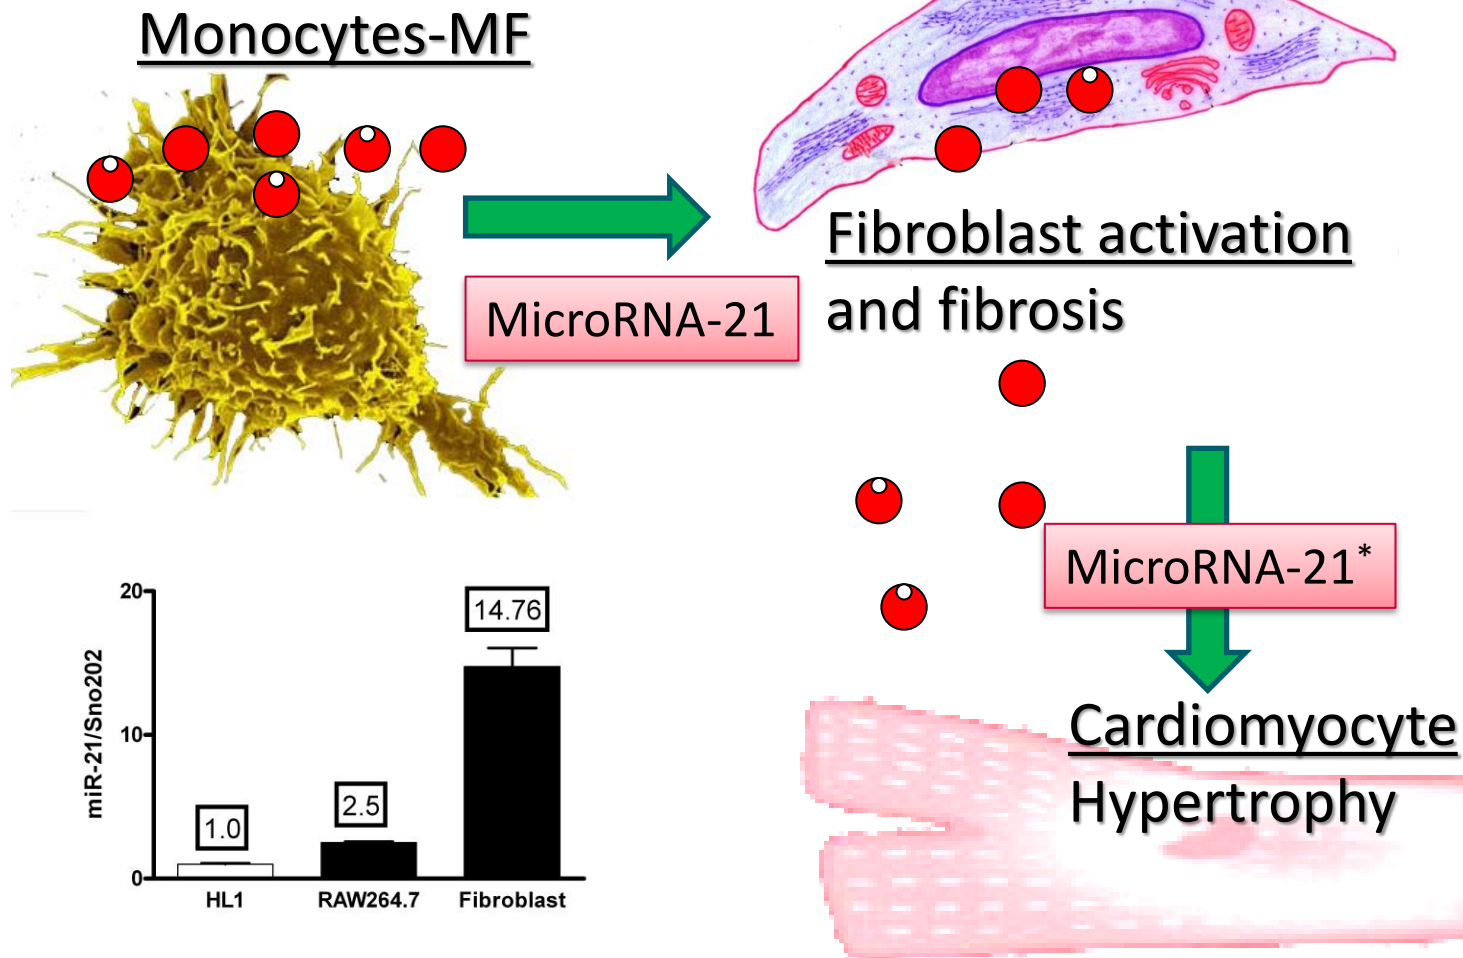 Monocytes-MF
MicroRNA-21
Fibroblast activation
and fibrosis
MicroRNA-21*
Cardiomyocyte
Hypertrophy
miR-21/Sno202
20
10
0
1.0
2.5
14.76
HL1
RAW264.7
Fibroblast